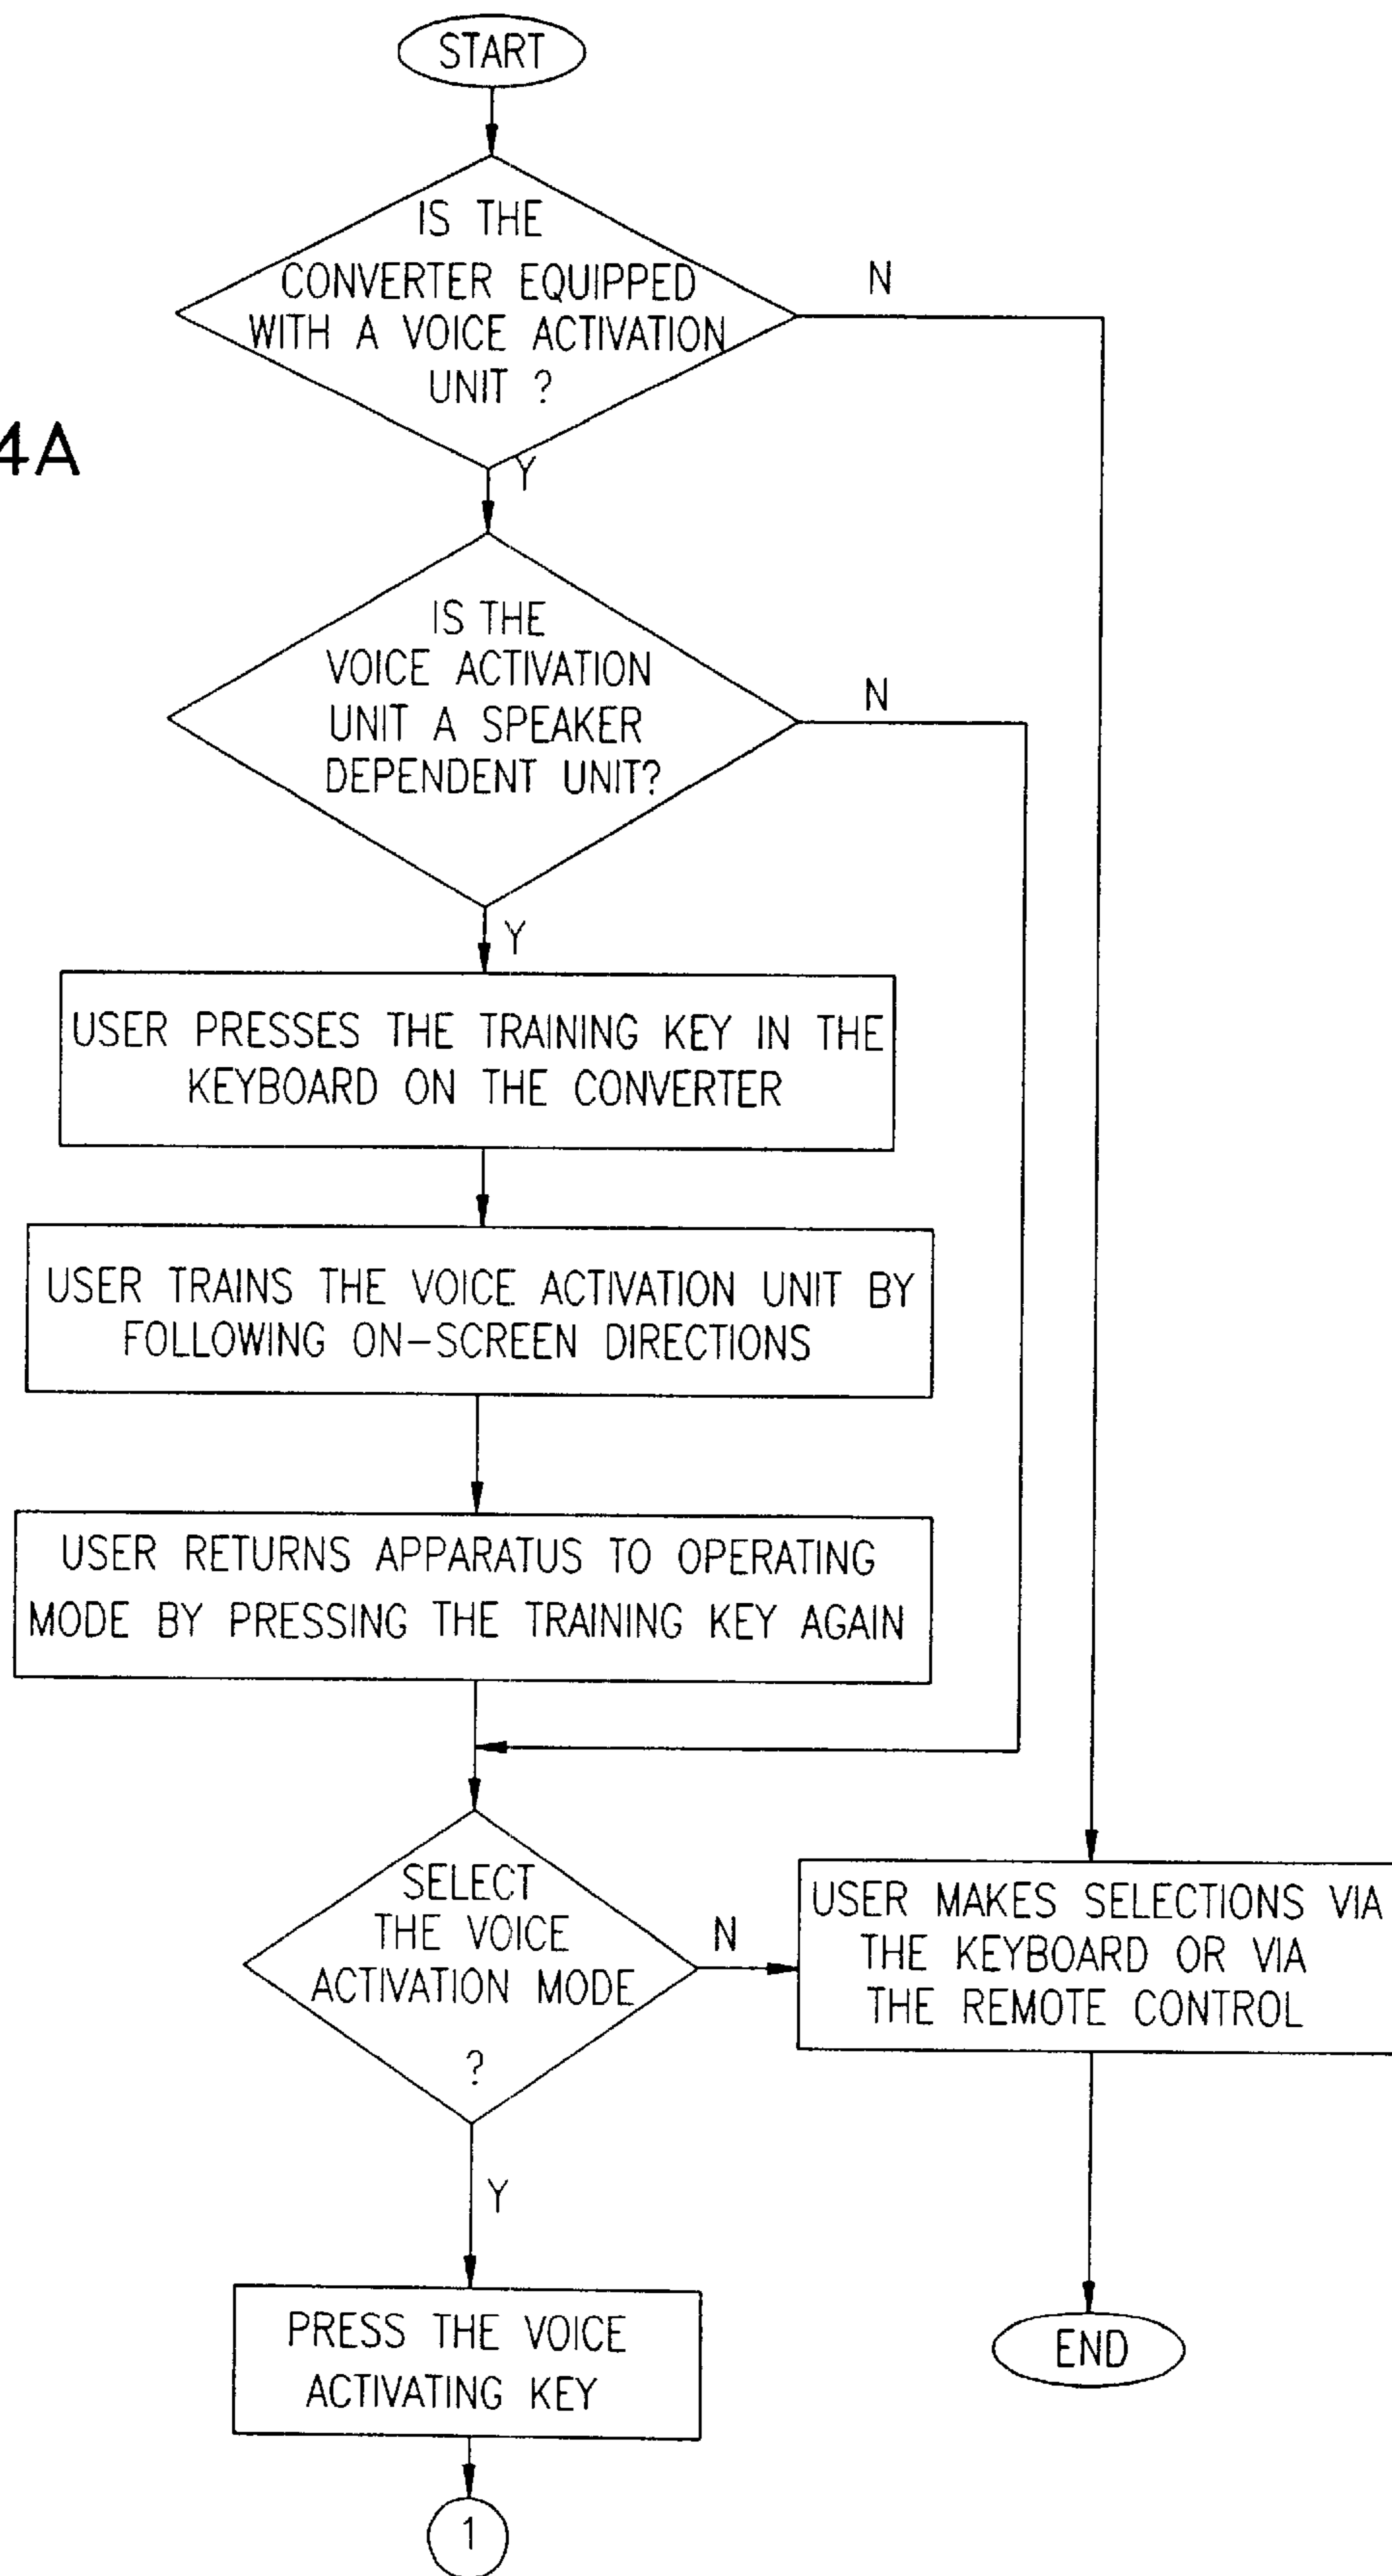 START
IS THE
CONVERTER EQUIPPED
WITH A VOICE ACTIVATION
UNIT ?
N
4A
Y
IS THE
VOICE ACTIVATION
UNIT A SPEAKER
DEPENDENT UNIT?
N
Y
USER PRESSES THE TRAINING KEY IN THE
KEYBOARD ON THE CONVERTER
USER TRAINS THE VOICE ACTIVATION UNIT BY
FOLLOWING ON-SCREEN DIRECTIONS
USER RETURNS APPARATUS TO OPERATING
MODE BY PRESSING THE TRAINING KEY AGAIN
SELECT
THE VOICE
ACTIVATION MODE
?
N
USER MAKES SELECTIONS VIA
THE KEYBOARD OR VIA
THE REMOTE CONTROL
Y
PRESS THE VOICE
ACTIVATING KEY
END
1